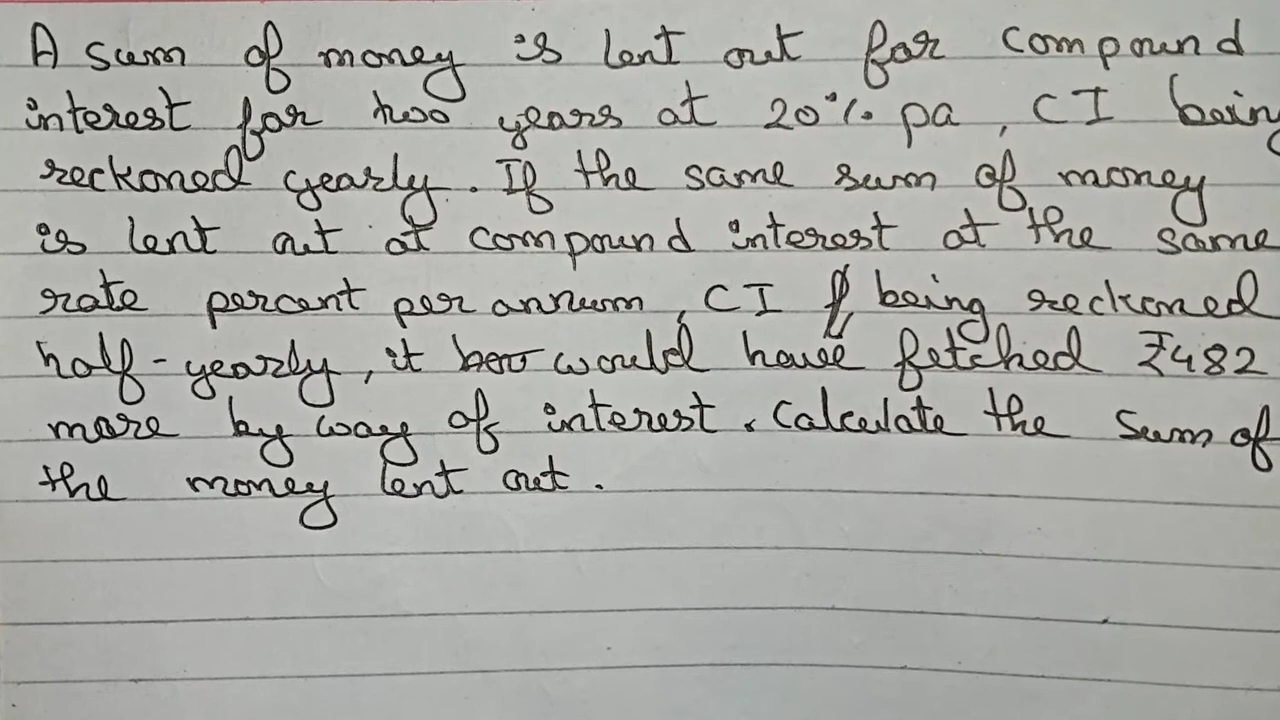 A sum of money is lent out for compound
interest for two years at 20% pa, CI being
reckoned yearly. If the same sum of money
is lent out at compound interest at the same
rate percent per annum, CI being reckoned
half-yearly, it would have fetched ₹482
more by way of interest. Calculate the sum of
the money lent out.